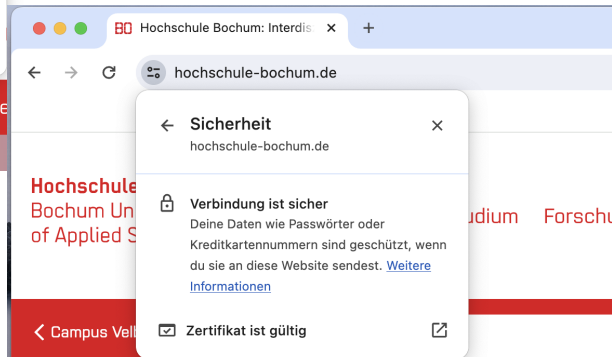 BO Hochschule Bochum: Interdis
hochschule-bochum.de
Sicherheit
hochschule-bochum.de
Verbindung ist sicher
Deine Daten wie Passwörter oder
Kreditkartennummern sind geschützt, wenn
du sie an diese Website sendest. Weitere
Informationen
Zertifikat ist gültig
Hochschule
Bochum Un
of Applied S
udium Forschu
Campus Velb